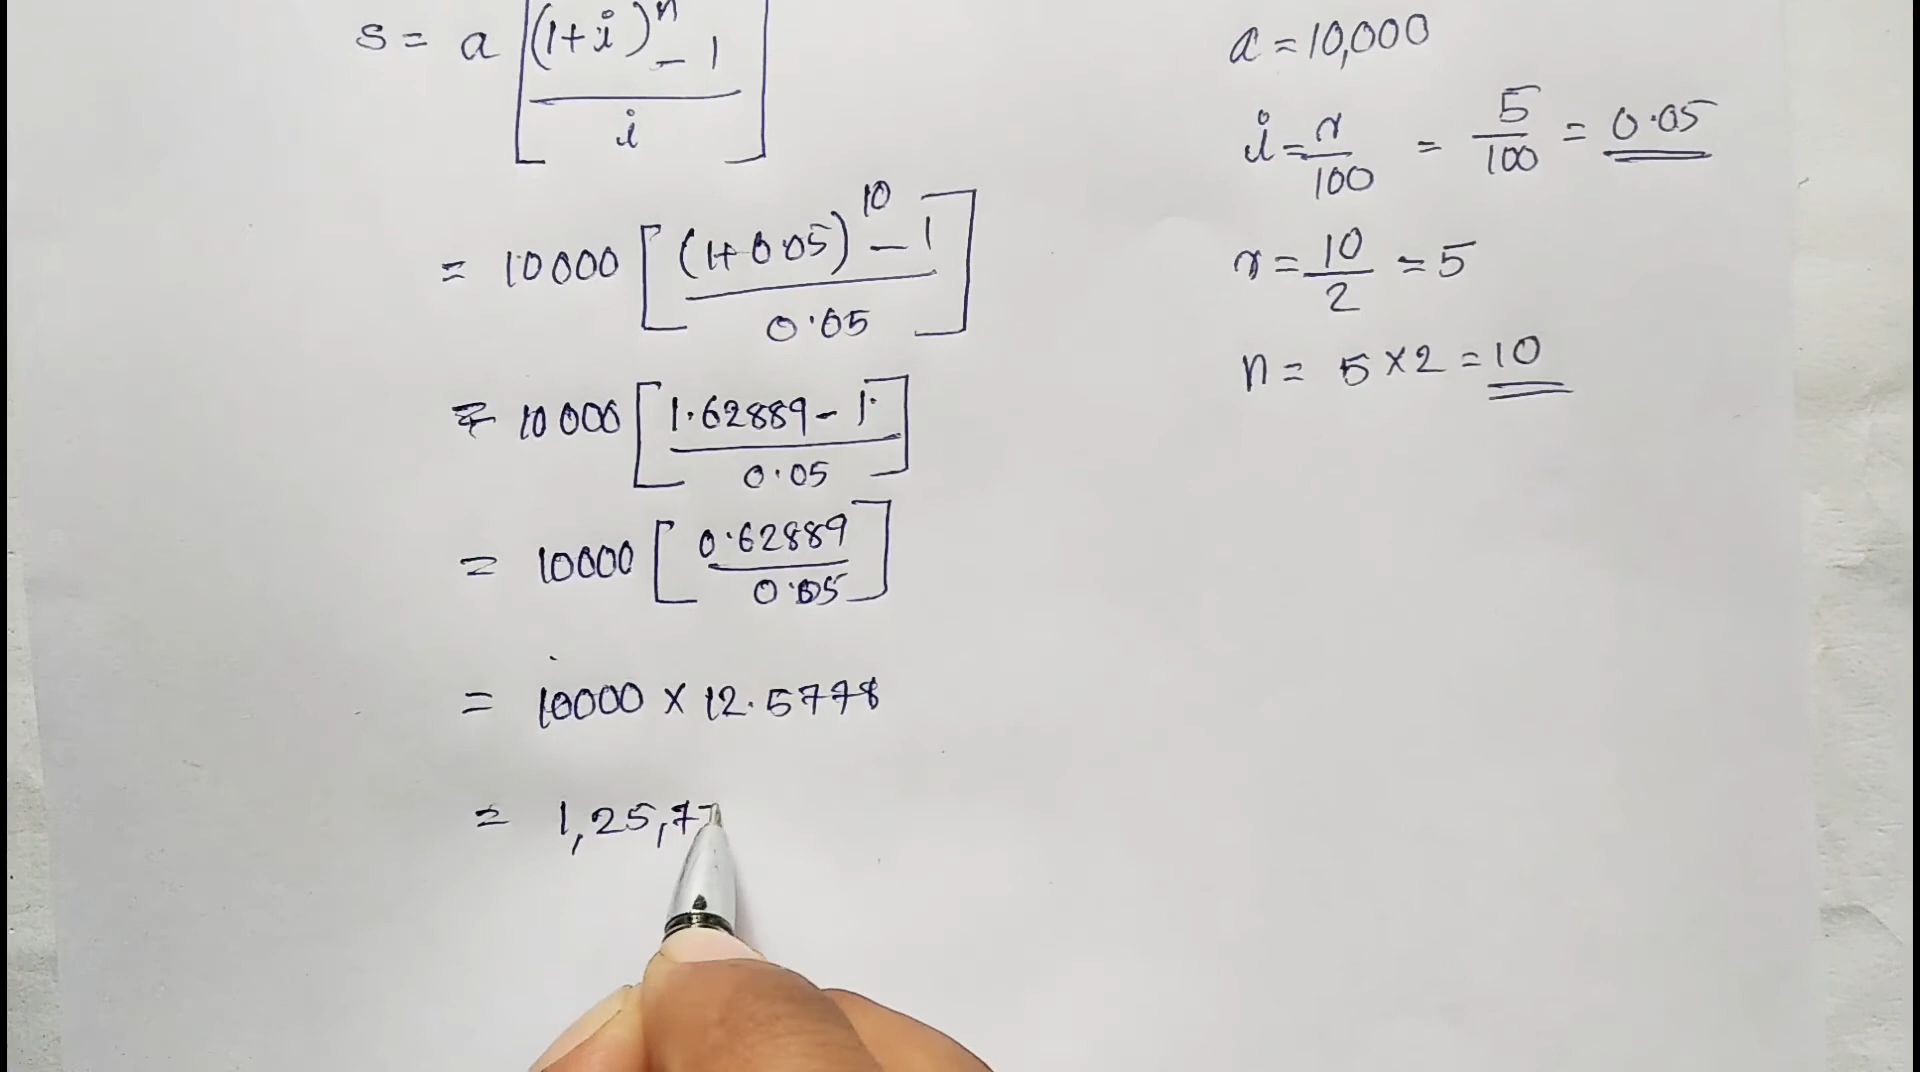 S = a [ (1+i)^n - 1 / i ]
= 10000 [ (1+0.05)^10 - 1 / 0.05 ]
= 10000 [ 1.62889 - 1 / 0.05 ]
= 10000 [ 0.62889 / 0.05 ]
= 10000 × 12.5778
= 1,25,77
a = 10,000
i = r/100 = 5/100 = 0.05
r = 10/2 = 5
n = 5×2 = 10